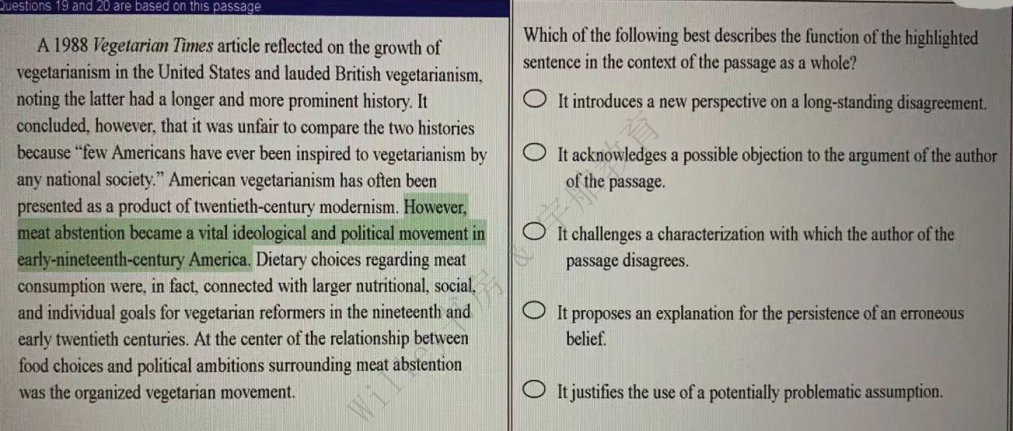 Questions 19 and 20 are based on this passage
A 1988 Vegetarian Times article reflected on the growth of
vegetarianism in the United States and lauded British vegetarianism,
noting the latter had a longer and more prominent history. It
concluded, however, that it was unfair to compare the two histories
because “few Americans have ever been inspired to vegetarianism by
any national society.” American vegetarianism has often been
presented as a product of twentieth-century modernism. However,
meat abstention became a vital ideological and political movement in
early-nineteenth-century America. Dietary choices regarding meat
consumption were, in fact, connected with larger nutritional, social,
and individual goals for vegetarian reformers in the nineteenth and
early twentieth centuries. At the center of the relationship between
food choices and political ambitions surrounding meat abstention
was the organized vegetarian movement.
Which of the following best describes the function of the highlighted
sentence in the context of the passage as a whole?
It introduces a new perspective on a long-standing disagreement.
It acknowledges a possible objection to the argument of the author
of the passage.
It challenges a characterization with which the author of the
passage disagrees.
It proposes an explanation for the persistence of an erroneous
belief.
It justifies the use of a potentially problematic assumption.